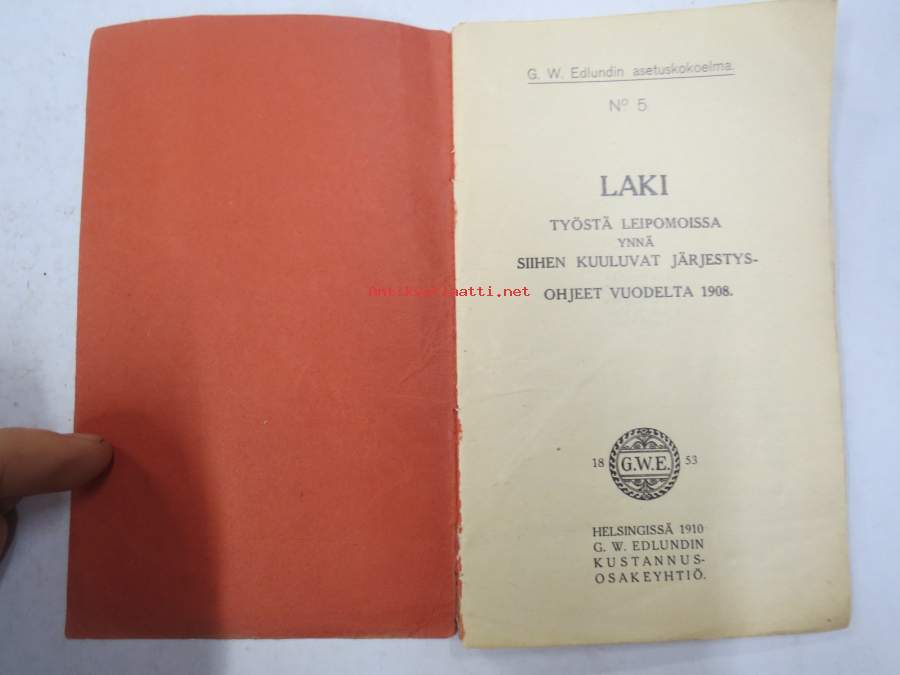 G. W. Edlundin asetuskokoelma.
Nº 5
LAKI
TYÖSTÄ LEIPOMOISSA
YNNÄ
SIIHEN KUULUVAT JÄRJESTYS-
Antikvariaatti.net
OHJEET VUODELTA 1908.
18 G.W.E. 53
HELSINGISSÄ 1910
G. W. EDLUNDIN
KUSTANNUS-
OSAKEYHTIÖ.